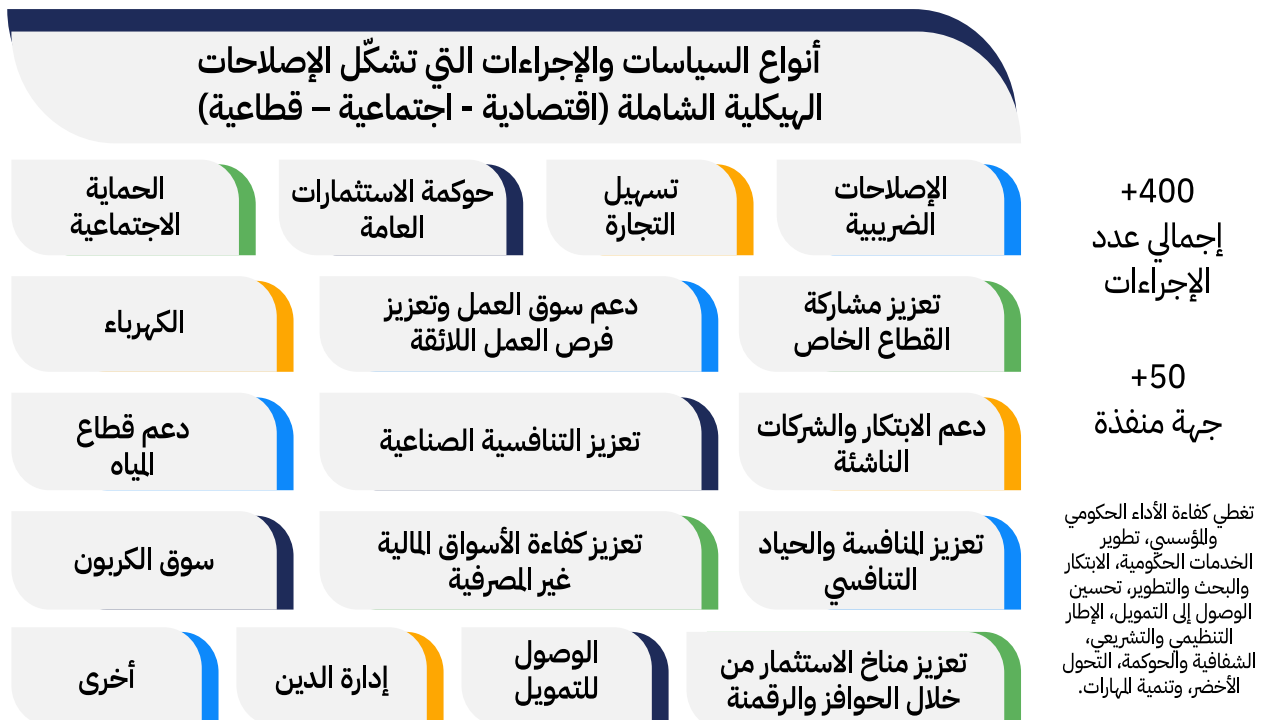 أنواع السياسات والإجراءات التي تشكّل الإصلاحات
الهيكلية الشاملة (اقتصادية - اجتماعية – قطاعية)
+400
إجمالي عدد
الإجراءات
+50
جهة منفذة
تغطي كفاءة الأداء الحكومي
والمؤسسي، تطوير
الخدمات الحكومية، الابتكار
والبحث والتطوير، تحسين
الوصول إلى التمويل، الإطار
التنظيمي والتشريعي،
الشفافية والحوكمة، التحول
الأخضر، وتنمية المهارات.
الإصلاحات
الضريبية
تسهيل
التجارة
حوكمة الاستثمارات
العامة
الحماية
الاجتماعية
تعزيز مشاركة
القطاع الخاص
دعم سوق العمل وتعزيز
فرص العمل اللائقة
الكهرباء
دعم الابتكار والشركات
الناشئة
تعزيز التنافسية الصناعية
دعم قطاع
المياه
تعزيز المنافسة والحياد
التنافسي
تعزيز كفاءة الأسواق المالية
غير المصرفية
سوق الكربون
تعزيز مناخ الاستثمار من
خلال الحوافز والرقمنة
الوصول
للتمويل
إدارة الدين
أخرى